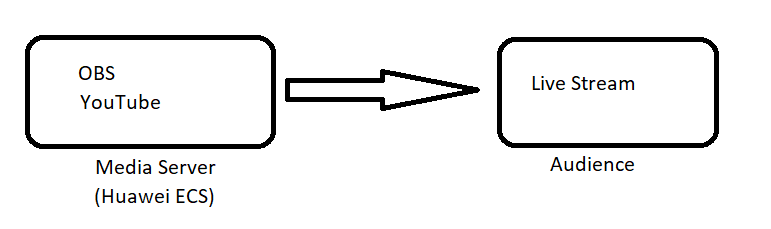 OBS
YouTube
Media Server
(Huawei ECS)
Live Stream
Audience